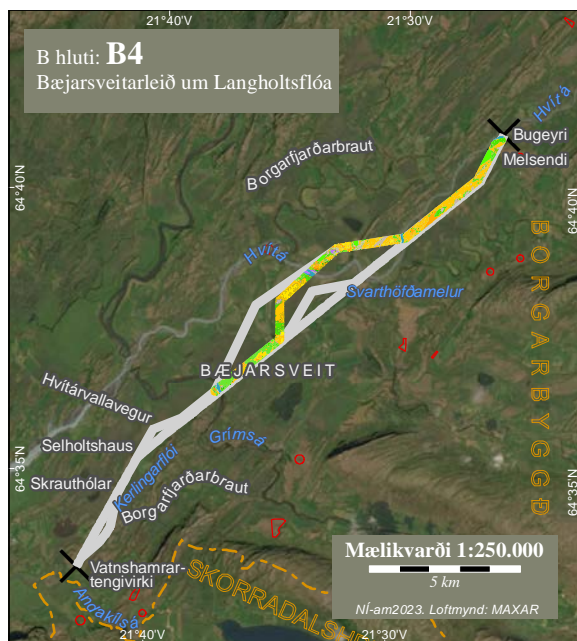 21°40'V
21°30'V
B hluti: B4
Bæjarsveitarleið um Langholtsflóa
Hvítá
Bugeyri
Melsendi
Borgarfjarðarbraut
64°40'N
64°40'N
BORGARBYGGÐ
Hvítá
Svarthöfðamelur
BÆJARSVEIT
Hvítárvallavegur
Grímsá
Selholtshaus
64°35'N
64°35'N
Kerlingarflói
Skrauthólar
Borgarfjarðarbraut
Mælikvarði 1:250.000
5 km
NÍ-am2023. Loftmynd: MAXAR
Vatnshamrar-
tengivirki
Andakílsá
21°40'V
21°30'V